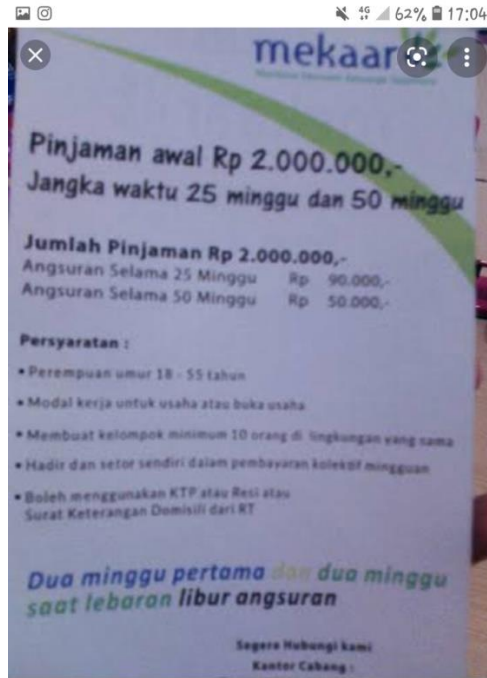 4G 62% 17:04
mekaar
Pinjaman awal Rp 2.000.000,-
Jangka waktu 25 minggu dan 50 minggu
Jumlah Pinjaman Rp 2.000.000,-
Angsuran Selama 25 Minggu Rp 90.000,-
Angsuran Selama 50 Minggu Rp 50.000,-
Persyaratan :
• Perempuan umur 18 - 55 tahun
• Modal kerja untuk usaha atau buka usaha
• Membuat kelompok minimum 10 orang di lingkungan yang sama
• Hadir dan setor sendiri dalam pembayaran kolektif mingguan
• Boleh menggunakan KTP atau Resi atau
Surat Keterangan Domisili dari RT
Dua minggu pertama dan dua minggu
saat lebaran libur angsuran
Segera Hubungi kami
Kantor Cabang :